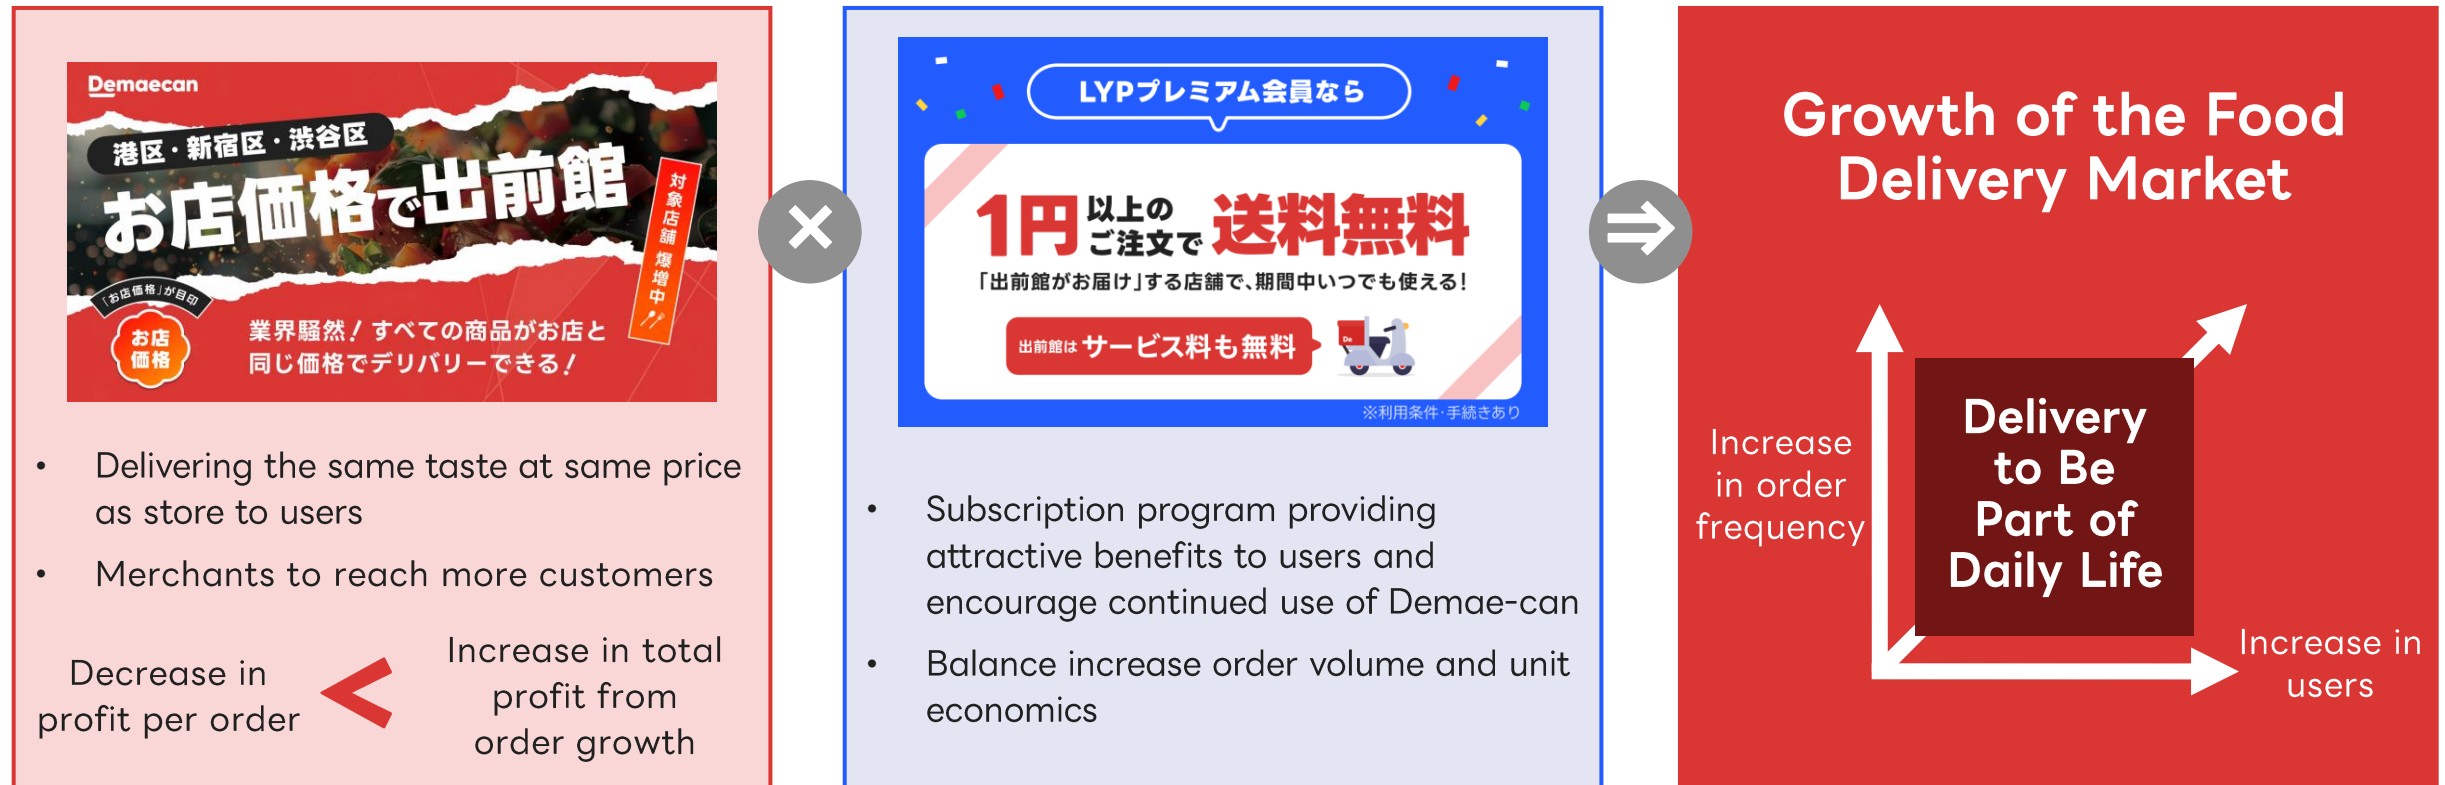 Demaecan
港区・新宿区・渋谷区
お店価格で出前館
対象店舗 爆増中
「お店価格」が目印
お店
価格
業界騒然！すべての商品がお店と
同じ価格でデリバリーできる！
• Delivering the same taste at same price
as store to users
• Merchants to reach more customers
Decrease in
profit per order
<
Increase in total
profit from
order growth
×
LYPプレミアム会員なら
1円以上のご注文で送料無料
「出前館がお届け」する店舗で、期間中いつでも使える！
出前館はサービス料も無料
De
※利用条件・手続きあり
• Subscription program providing
attractive benefits to users and
encourage continued use of Demae-can
• Balance increase order volume and unit
economics
⇒
Growth of the Food
Delivery Market
Increase
in order
frequency
Delivery
to Be
Part of
Daily Life
Increase in
users